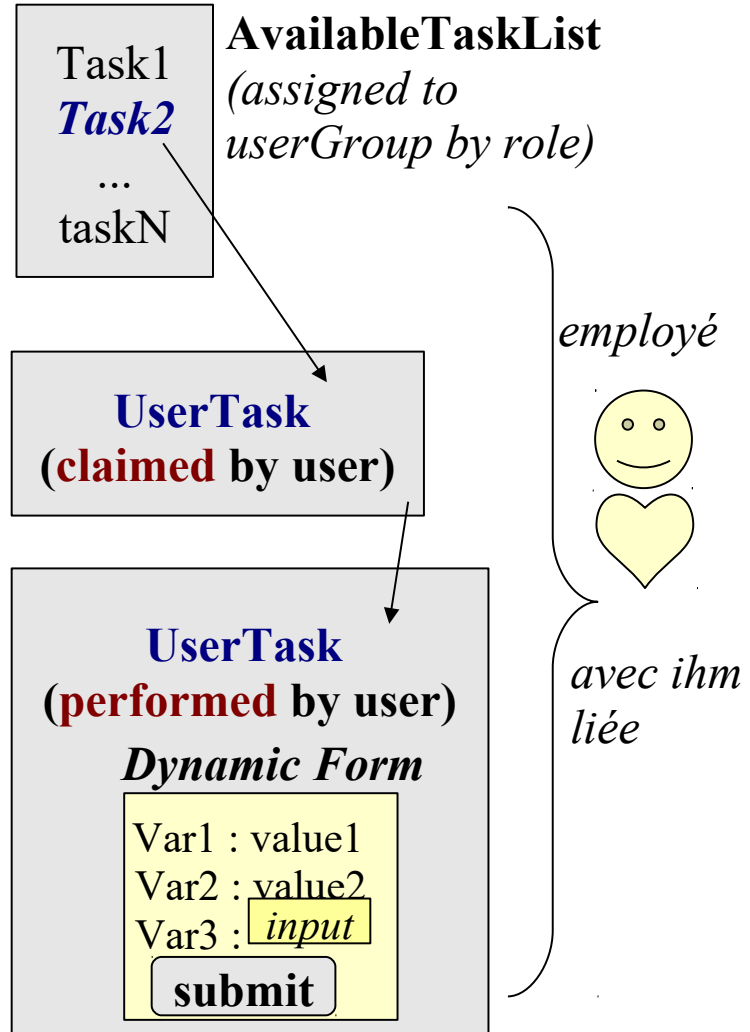 Task1
Task2
...
taskN
AvailableTaskList
(assigned to
userGroup by role)
employé
UserTask
(claimed by user)
avec ihm
liée
UserTask
(performed by user)
Dynamic Form
Var1 : value1
Var2 : value2
Var3 : input
submit